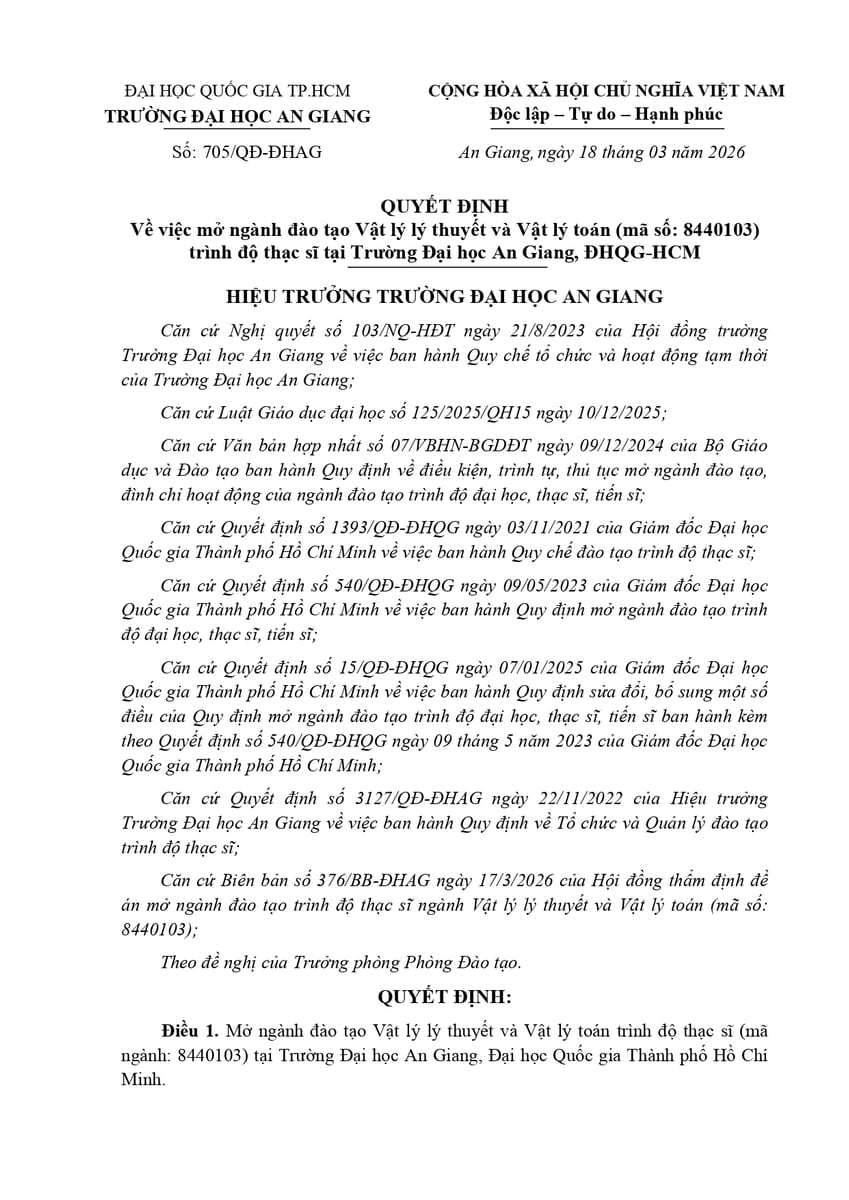 ĐẠI HỌC QUỐC GIA TP.HCM
TRƯỜNG ĐẠI HỌC AN GIANG
Số: 705/QĐ-ĐHAG
CỘNG HÒA XÃ HỘI CHỦ NGHĨA VIỆT NAM
Độc lập – Tự do – Hạnh phúc
An Giang, ngày 18 tháng 03 năm 2026
QUYẾT ĐỊNH
Về việc mở ngành đào tạo Vật lý lý thuyết và Vật lý toán (mã số: 8440103)
trình độ thạc sĩ tại Trường Đại học An Giang, ĐHQG-HCM
HIỆU TRƯỞNG TRƯỜNG ĐẠI HỌC AN GIANG
Căn cứ Nghị quyết số 103/NQ-HĐT ngày 21/8/2023 của Hội đồng trường
Trường Đại học An Giang về việc ban hành Quy chế tổ chức và hoạt động tạm thời
của Trường Đại học An Giang;
Căn cứ Luật Giáo dục đại học số 125/2025/QH15 ngày 10/12/2025;
Căn cứ Văn bản hợp nhất số 07/VBHN-BGDĐT ngày 09/12/2024 của Bộ Giáo
dục và Đào tạo ban hành Quy định về điều kiện, trình tự, thủ tục mở ngành đào tạo,
đình chỉ hoạt động của ngành đào tạo trình độ đại học, thạc sĩ, tiến sĩ;
Căn cứ Quyết định số 1393/QĐ-ĐHQG ngày 03/11/2021 của Giám đốc Đại học
Quốc gia Thành phố Hồ Chí Minh về việc ban hành Quy chế đào tạo trình độ thạc sĩ;
Căn cứ Quyết định số 540/QĐ-ĐHQG ngày 09/05/2023 của Giám đốc Đại học
Quốc gia Thành phố Hồ Chí Minh về việc ban hành Quy định mở ngành đào tạo trình
độ đại học, thạc sĩ, tiến sĩ;
Căn cứ Quyết định số 15/QĐ-ĐHQG ngày 07/01/2025 của Giám đốc Đại học
Quốc gia Thành phố Hồ Chí Minh về việc ban hành Quy định sửa đổi, bổ sung một số
điều của Quy định mở ngành đào tạo trình độ đại học, thạc sĩ, tiến sĩ ban hành kèm
theo Quyết định số 540/QĐ-ĐHQG ngày 09 tháng 5 năm 2023 của Giám đốc Đại học
Quốc gia Thành phố Hồ Chí Minh;
Căn cứ Quyết định số 3127/QĐ-ĐHAG ngày 22/11/2022 của Hiệu trưởng
Trường Đại học An Giang về việc ban hành Quy định về Tổ chức và Quản lý đào tạo
trình độ thạc sĩ;
Căn cứ Biên bản số 376/BB-ĐHAG ngày 17/3/2026 của Hội đồng thẩm định đề
án mở ngành đào tạo trình độ thạc sĩ ngành Vật lý lý thuyết và Vật lý toán (mã số:
8440103);
Theo đề nghị của Trưởng phòng Phòng Đào tạo.
QUYẾT ĐỊNH:
Điều 1. Mở ngành đào tạo Vật lý lý thuyết và Vật lý toán trình độ thạc sĩ (mã
ngành: 8440103) tại Trường Đại học An Giang, Đại học Quốc gia Thành phố Hồ Chí
Minh.